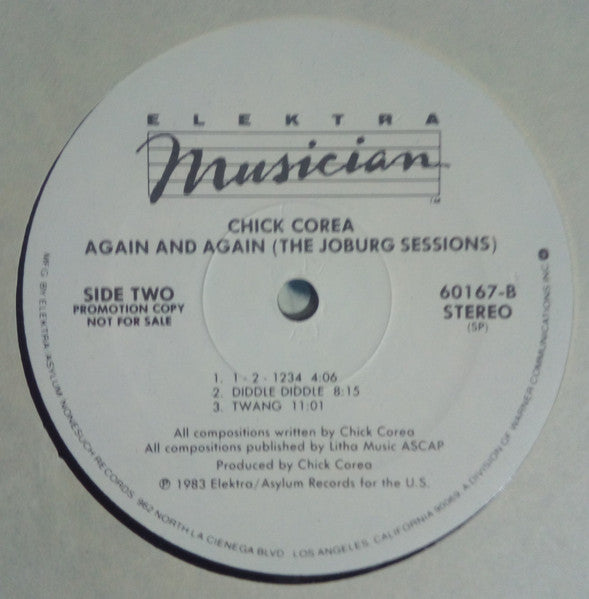 ELEKTRA
Musician
TM
CHICK COREA
AGAIN AND AGAIN (THE JOBURG SESSIONS)
SIDE TWO
PROMOTION COPY
NOT FOR SALE
60167-B
STEREO
(SP)
1. 1 - 2 - 1234 4:06
2. DIDDLE DIDDLE 8:15
3. TWANG 11:01
All compositions written by Chick Corea
All compositions published by Litha Music ASCAP
Produced by Chick Corea
℗ 1983 Elektra/Asylum Records for the U.S.
MFG. BY ELEKTRA/ASYLUM/NONESUCH RECORDS 962 NORTH LA CIENEGA BLVD. LOS ANGELES, CALIFORNIA 90069. A DIVISION OF WARNER COMMUNICATIONS INC.